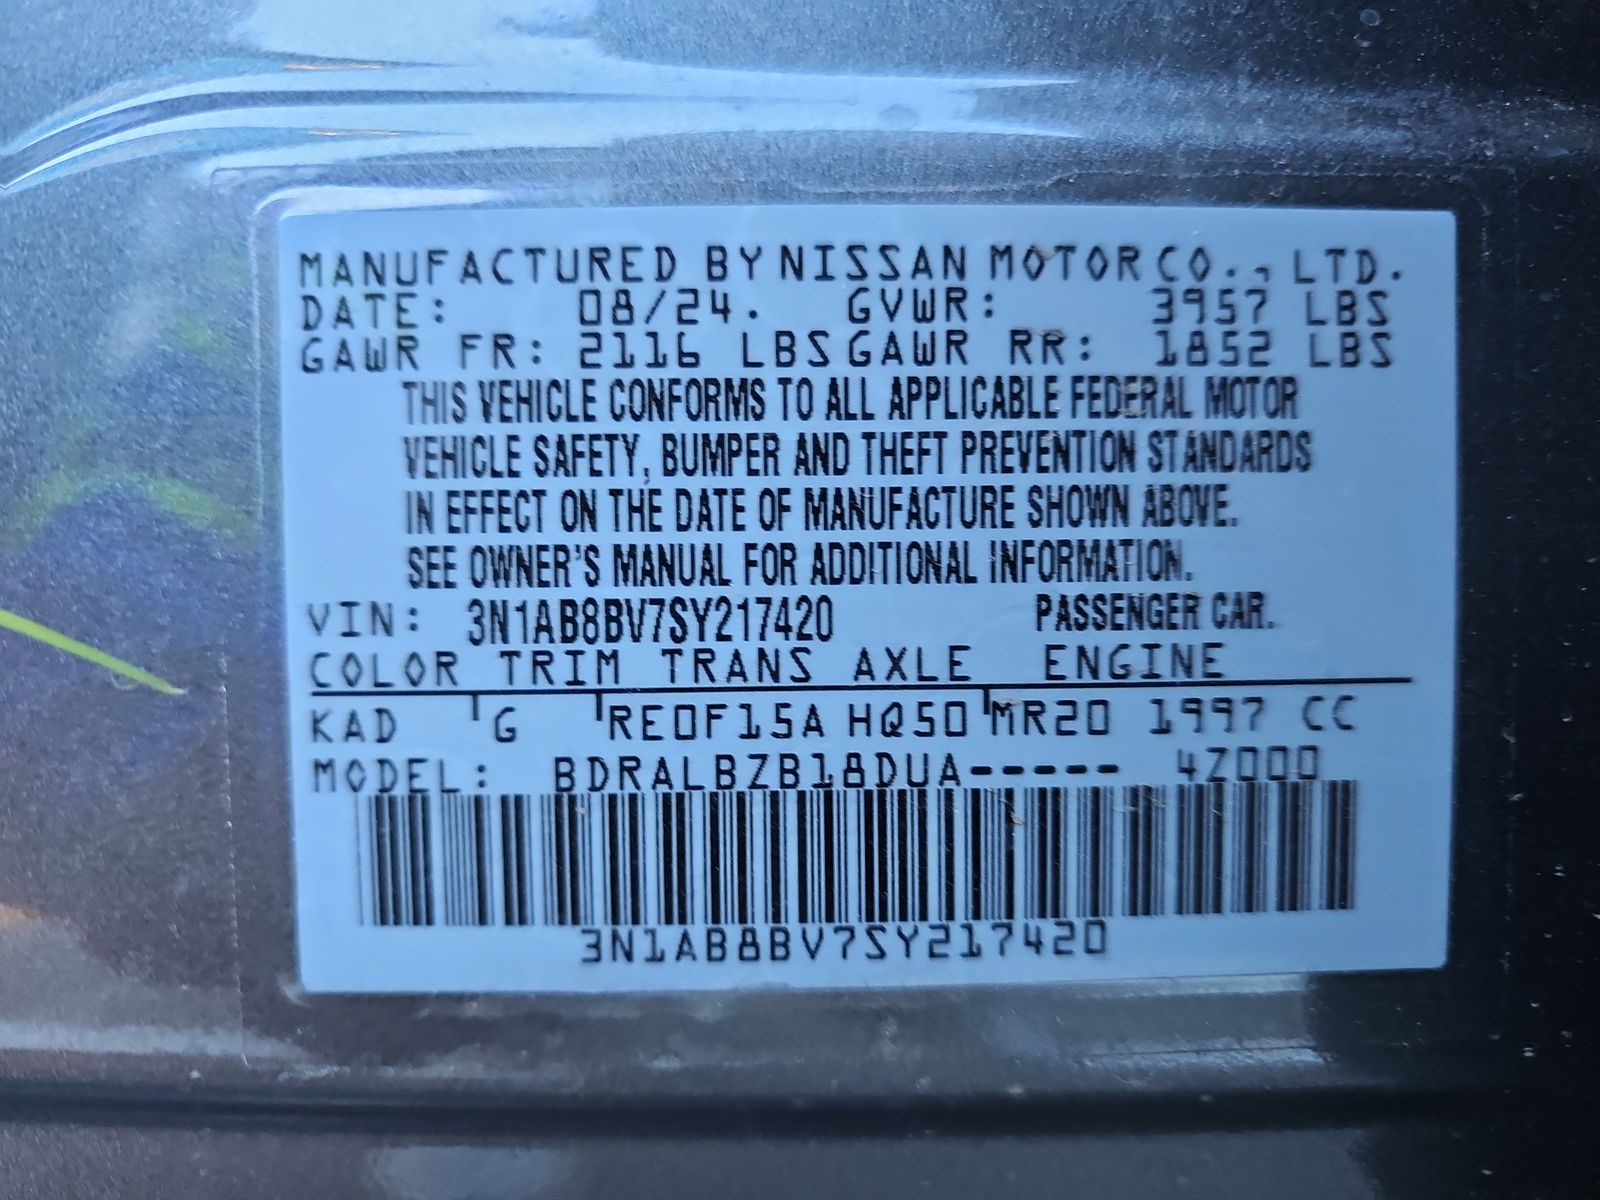 MANUFACTURED BY NISSAN MOTOR CO., LTD.
DATE: 08/24. GVWR: 3957 LBS
GAWR FR: 2116 LBS GAWR RR: 1852 LBS
THIS VEHICLE CONFORMS TO ALL APPLICABLE FEDERAL MOTOR
VEHICLE SAFETY, BUMPER AND THEFT PREVENTION STANDARDS
IN EFFECT ON THE DATE OF MANUFACTURE SHOWN ABOVE.
SEE OWNER'S MANUAL FOR ADDITIONAL INFORMATION.
VIN: 3N1AB8BV7SY217420 PASSENGER CAR.
COLOR TRIM TRANS AXLE ENGINE
KAD G RE0F15A HQ50 MR20 1997 CC
MODEL: BDRALBZB18DUA----- 4Z000
3N1AB8BV7SY217420